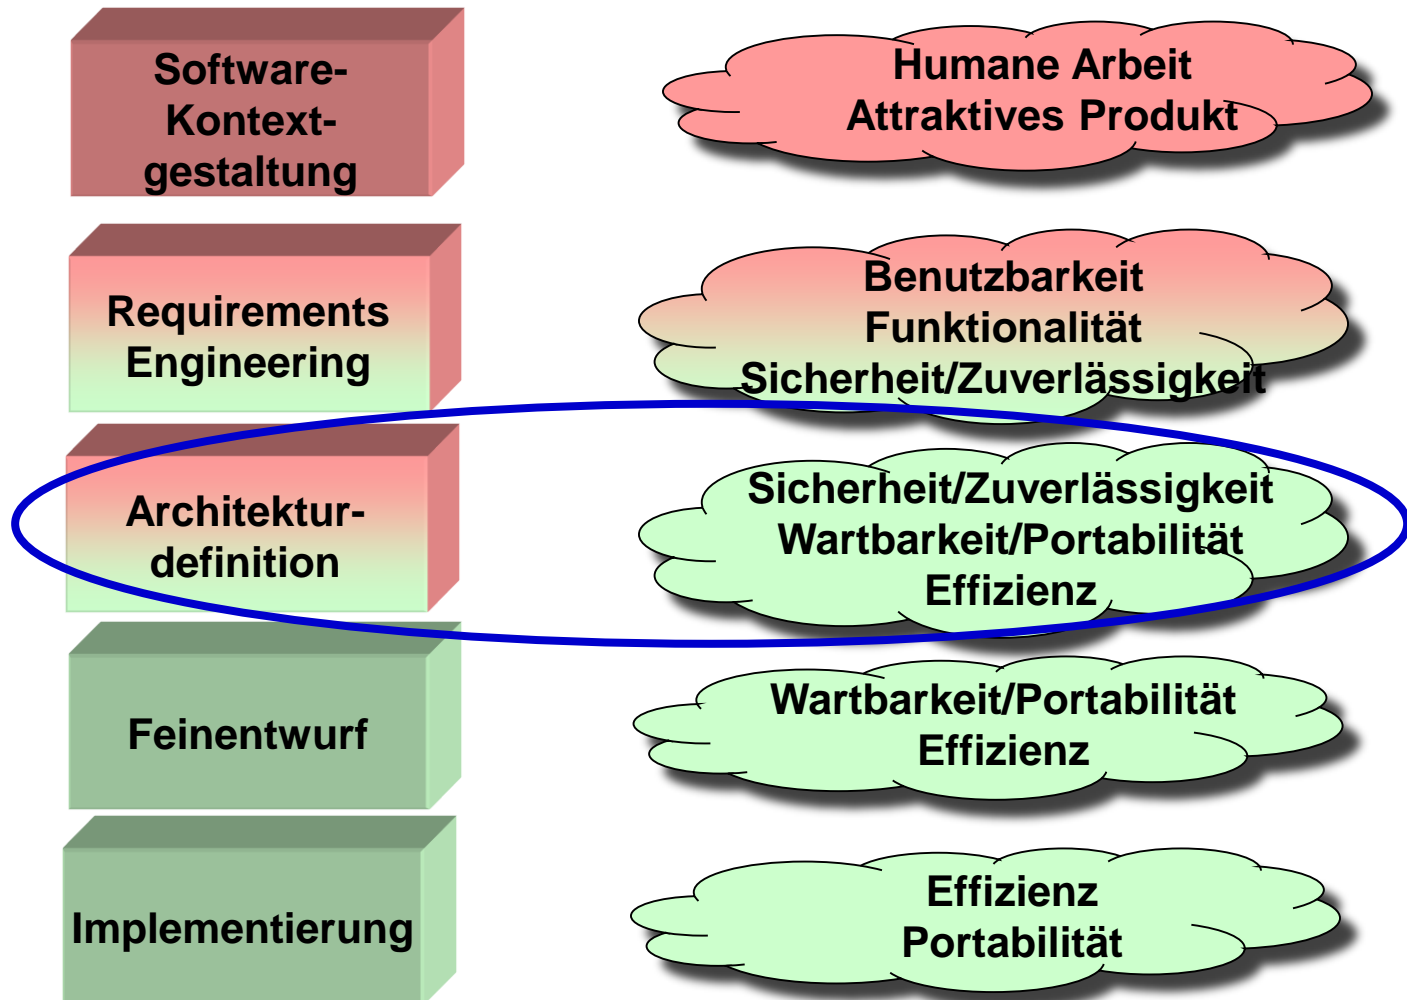 Software-
Kontext-
gestaltung
Humane Arbeit
Attraktives Produkt
Requirements
Engineering
Benutzbarkeit
Funktionalität
Sicherheit/Zuverlässigkeit
Architektur-
definition
Sicherheit/Zuverlässigkeit
Wartbarkeit/Portabilität
Effizienz
Feinentwurf
Wartbarkeit/Portabilität
Effizienz
Implementierung
Effizienz
Portabilität